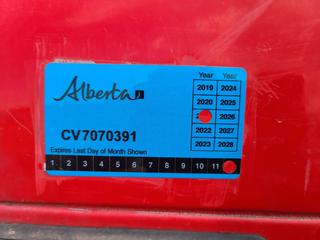 Alberta
Year Year
2019 2024
2020 2025
2026
2022 2027
2023 2028
CV7070391
Expires Last Day of Month Shown
1 2 3 4 5 6 7 8 9 10 11